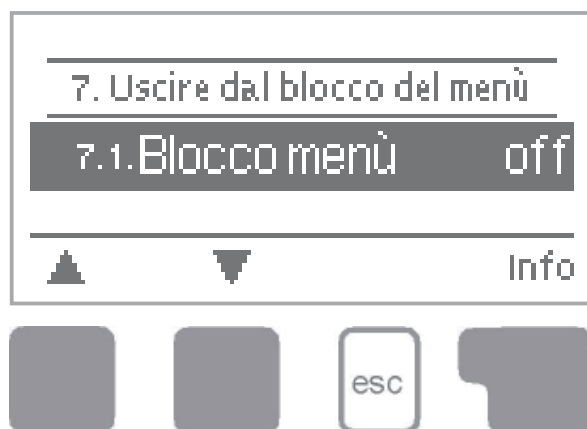 7. Uscire dal blocco del menù
7.1.Blocco menù off
Info
esc